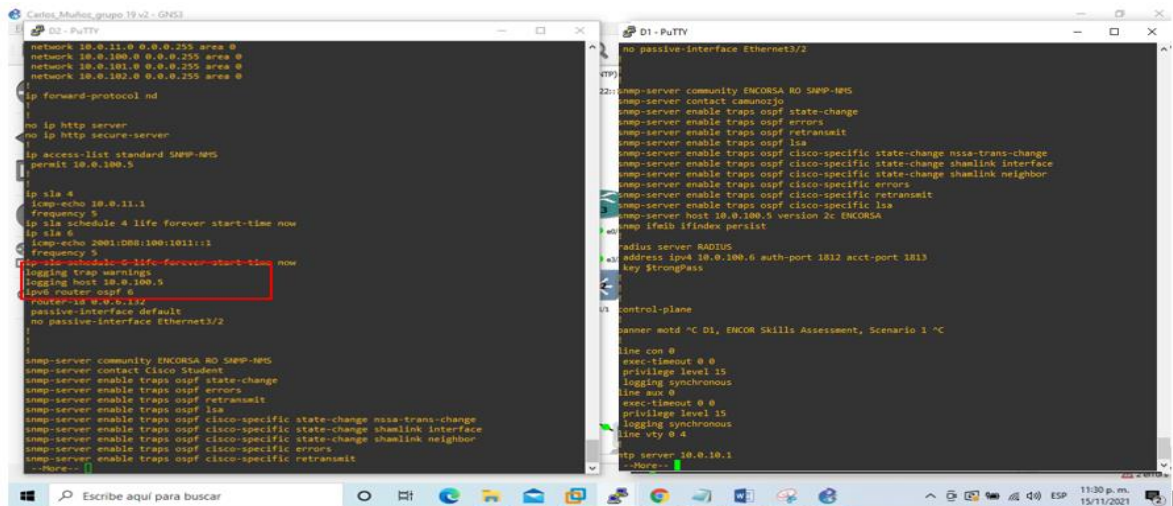 Carlos_Muñoz_grupo 19 v2 - GNS3
D2 - PuTTY
network 10.0.11.0 0.0.0.255 area 0
network 10.0.100.0 0.0.0.255 area 0
network 10.0.101.0 0.0.0.255 area 0
network 10.0.102.0 0.0.0.255 area 0
!
ip forward-protocol nd
!
!
no ip http server
no ip http secure-server
!
ip access-list standard SNMP-NMS
permit 10.0.100.5
!
!
ip sla 4
icmp-echo 10.0.11.1
frequency 5
ip sla schedule 4 life forever start-time now
ip sla 6
icmp-echo 2001:DB8:100:1011::1
frequency 5
ip sla schedule 6 life forever start-time now
logging trap warnings
logging host 10.0.100.5
ipv6 router ospf 6
router-id 0.0.6.132
passive-interface default
no passive-interface Ethernet3/2
!
!
!
snmp-server community ENCORSA RO SNMP-NMS
snmp-server contact Cisco Student
snmp-server enable traps ospf state-change
snmp-server enable traps ospf errors
snmp-server enable traps ospf retransmit
snmp-server enable traps ospf lsa
snmp-server enable traps ospf cisco-specific state-change nssa-trans-change
snmp-server enable traps ospf cisco-specific state-change shamlink interface
snmp-server enable traps ospf cisco-specific state-change shamlink neighbor
snmp-server enable traps ospf cisco-specific errors
snmp-server enable traps ospf cisco-specific retransmit
--More--
D1 - PuTTY
no passive-interface Ethernet3/2
!
!
!
snmp-server community ENCORSA RO SNMP-NMS
snmp-server contact camunozjo
snmp-server enable traps ospf state-change
snmp-server enable traps ospf errors
snmp-server enable traps ospf retransmit
snmp-server enable traps ospf lsa
snmp-server enable traps ospf cisco-specific state-change nssa-trans-change
snmp-server enable traps ospf cisco-specific state-change shamlink interface
snmp-server enable traps ospf cisco-specific state-change shamlink neighbor
snmp-server enable traps ospf cisco-specific errors
snmp-server enable traps ospf cisco-specific retransmit
snmp-server enable traps ospf cisco-specific lsa
snmp-server host 10.0.100.5 version 2c ENCORSA
snmp ifmib ifindex persist
!
radius server RADIUS
address ipv4 10.0.100.6 auth-port 1812 acct-port 1813
key $trongPass
!
!
control-plane
!
banner motd ^C D1, ENCOR Skills Assessment, Scenario 1 ^C
!
line con 0
exec-timeout 0 0
privilege level 15
logging synchronous
line aux 0
exec-timeout 0 0
privilege level 15
logging synchronous
line vty 0 4
!
ntp server 10.0.10.1
--More--
Escribe aquí para buscar
ESP
11:30 p. m.
15/11/2021